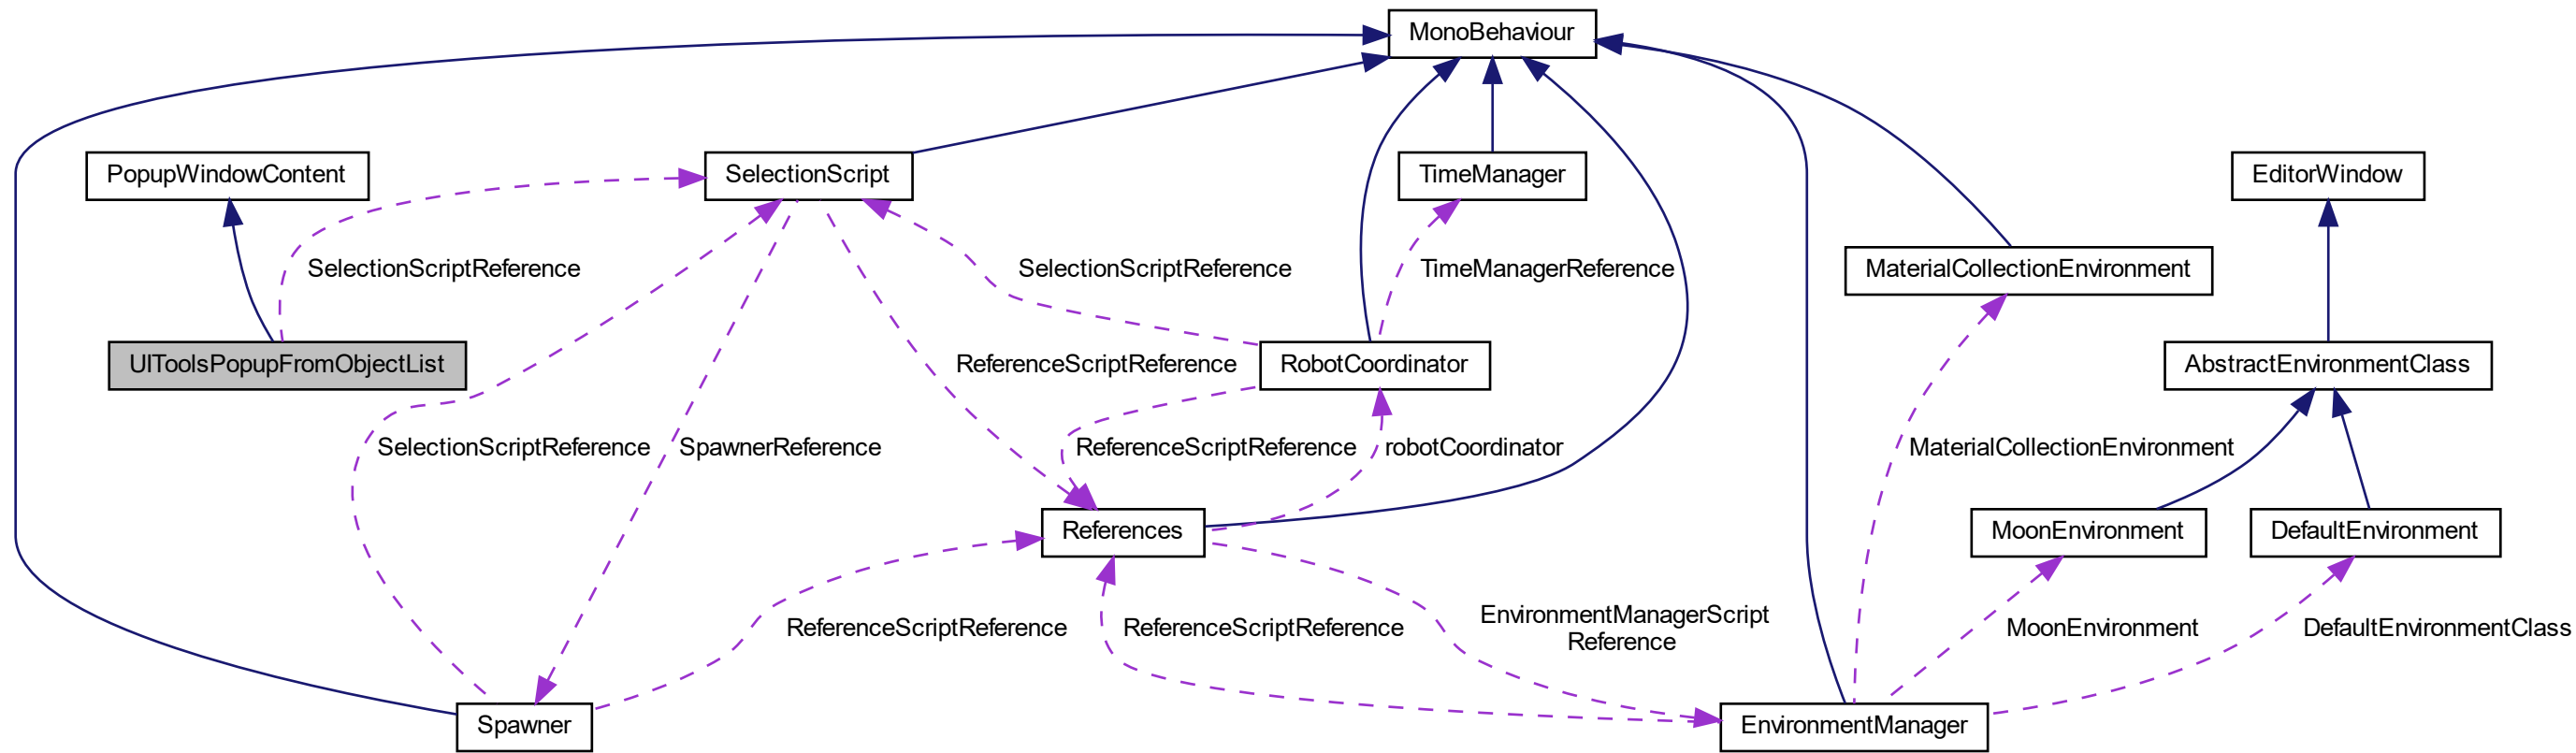 MonoBehaviour
PopupWindowContent
SelectionScript
TimeManager
EditorWindow
SelectionScriptReference
SelectionScriptReference
TimeManagerReference
MaterialCollectionEnvironment
UIToolsPopupFromObjectList
ReferenceScriptReference
RobotCoordinator
AbstractEnvironmentClass
SelectionScriptReference
SpawnerReference
ReferenceScriptReference
robotCoordinator
MaterialCollectionEnvironment
References
MoonEnvironment
DefaultEnvironment
ReferenceScriptReference
ReferenceScriptReference
EnvironmentManagerScript
Reference
MoonEnvironment
DefaultEnvironmentClass
Spawner
EnvironmentManager